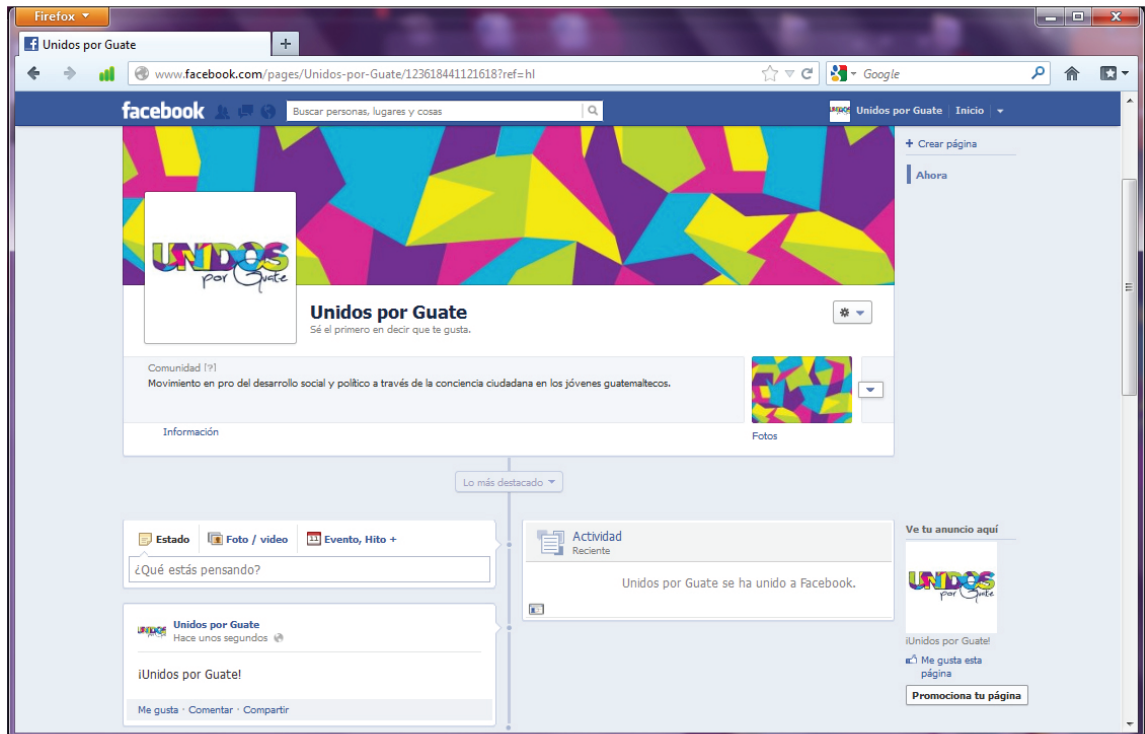 Firefox
Unidos por Guate
www.facebook.com/pages/Unidos-por-Guate/123618441121618?ref=hl
Google
facebook
Buscar personas, lugares y cosas
UNIDOS
Unidos por Guate
Inicio
+ Crear página
Ahora
UNIDOS
por Guate
Unidos por Guate
Sé el primero en decir que te gusta.
Comunidad [?]
Movimiento en pro del desarrollo social y político a través de la conciencia ciudadana en los jóvenes guatemaltecos.
Información
Fotos
Lo más destacado
Estado
Foto / video
11
Evento, Hito +
¿Qué estás pensando?
UNIDOS
Unidos por Guate
Hace unos segundos
¡Unidos por Guate!
Me gusta · Comentar · Compartir
Actividad
Reciente
Unidos por Guate se ha unido a Facebook.
Ve tu anuncio aquí
UNIDOS
por Guate
¡Unidos por Guate!
Me gusta esta
página
Promociona tu página